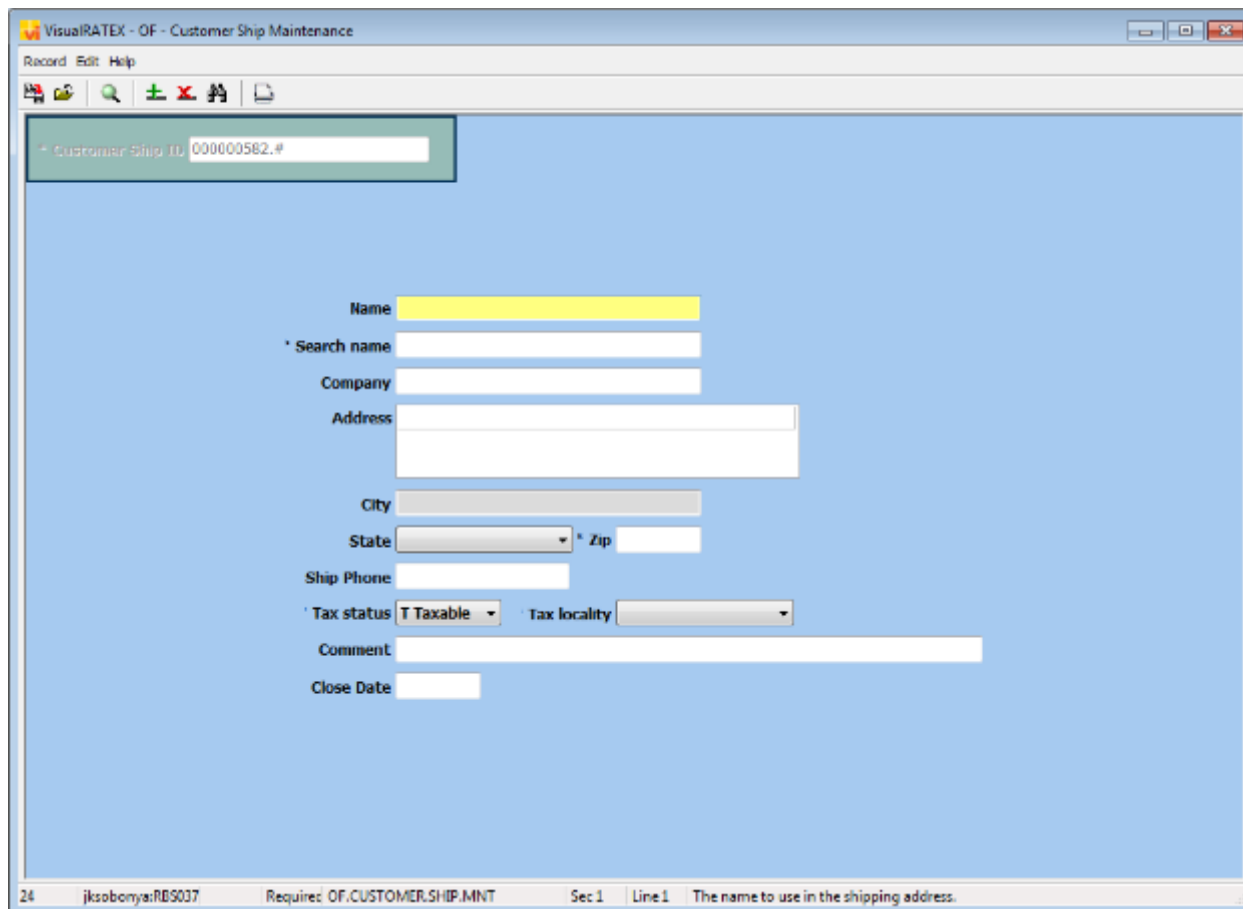 VisualRATEX - OF - Customer Ship Maintenance
Record Edit Help
* Customer Ship ID 000000582.#
Name
* Search name
Company
Address
City
State * Zip
Ship Phone
* Tax status T Taxable * Tax locality
Comment
Close Date
24 jksobonya:RBS037 Required OF.CUSTOMER.SHIP.MNT Sec 1 Line 1 The name to use in the shipping address.